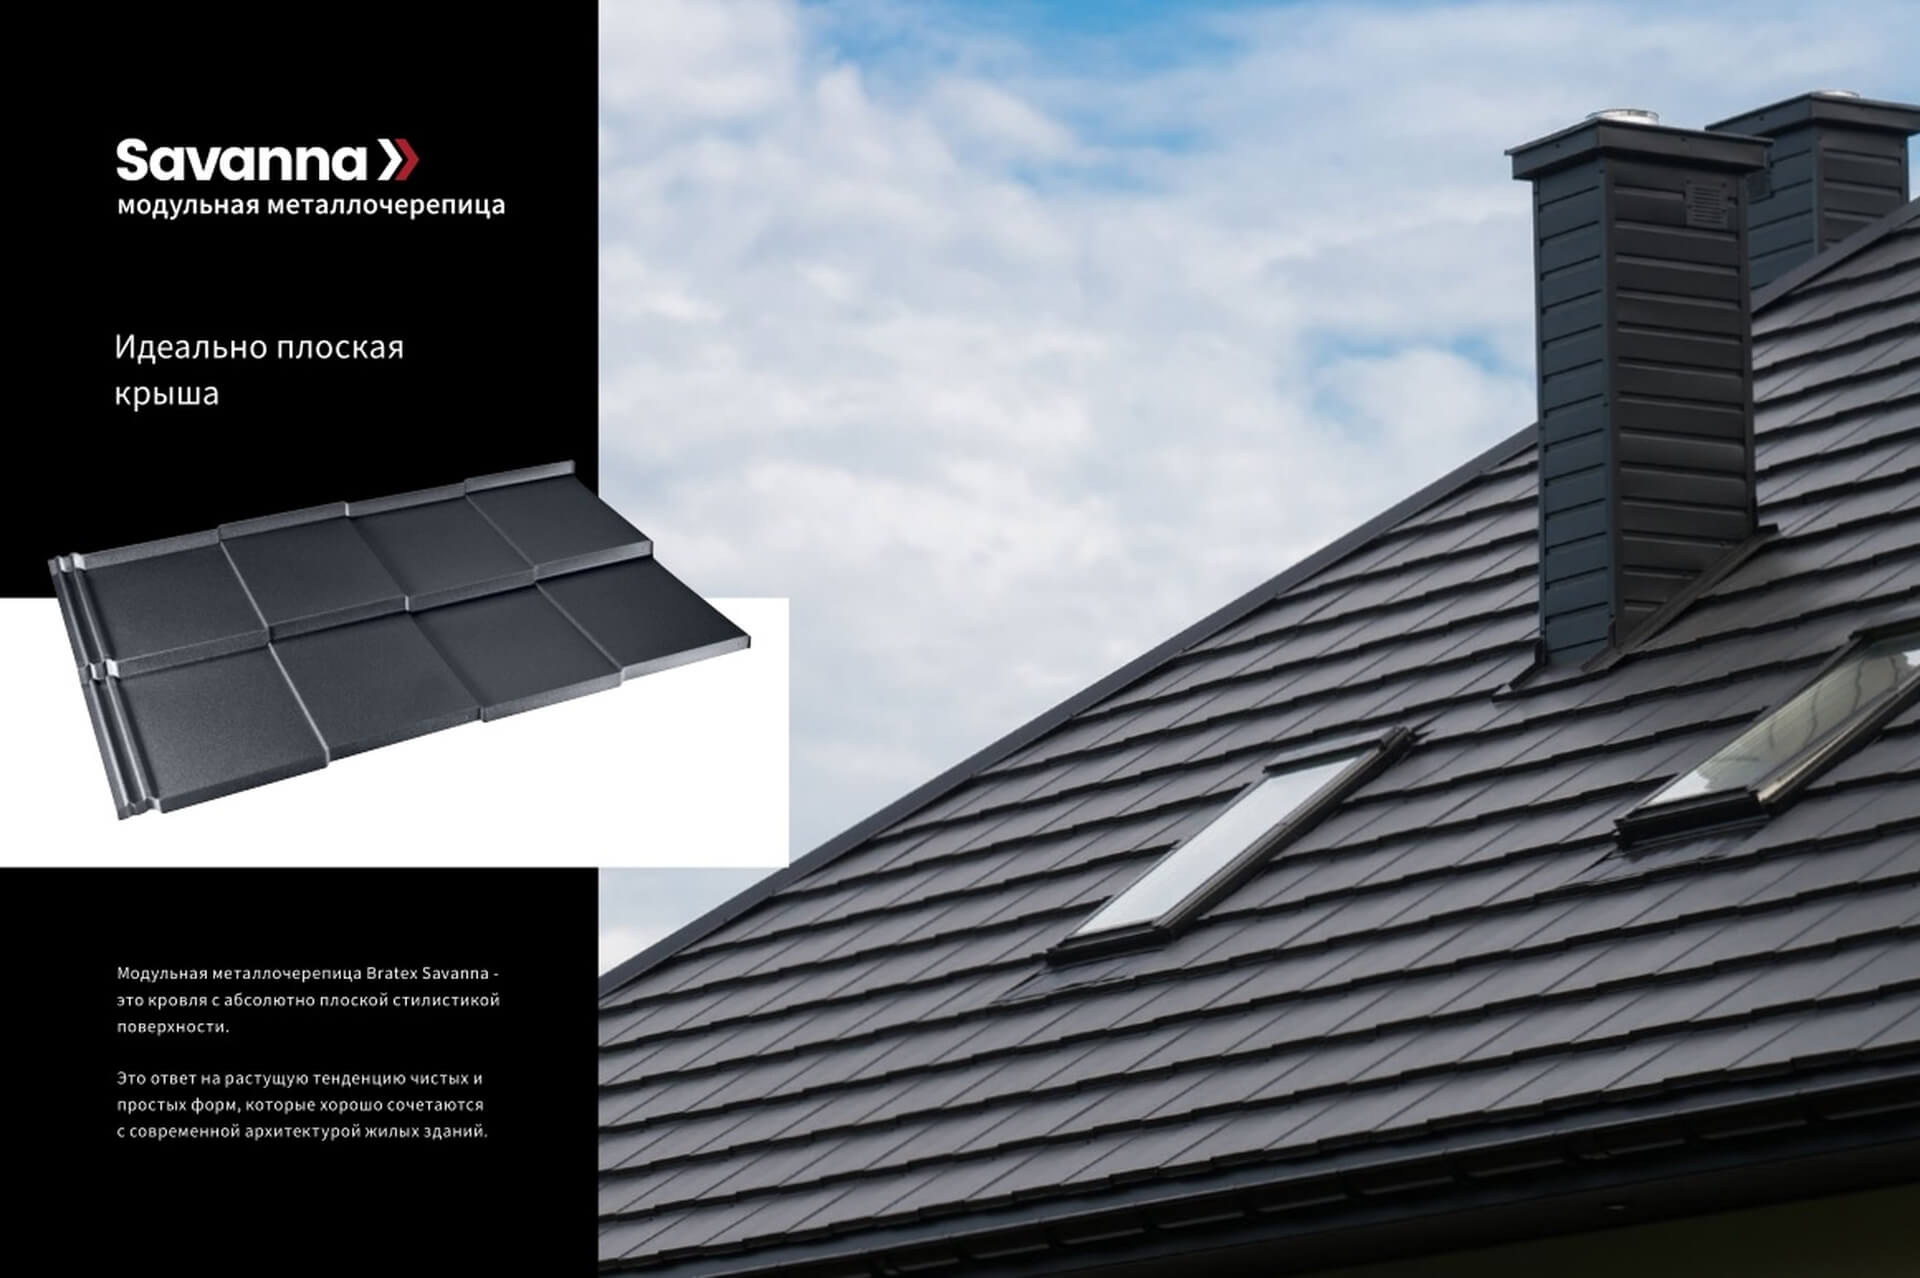 Savanna
модульная металлочерепица
Идеально плоская
крыша
Модульная металлочерепица Bratex Savanna -
это кровля с абсолютно плоской стилистикой
поверхности.
Это ответ на растущую тенденцию чистых и
простых форм, которые хорошо сочетаются
с современной архитектурой жилых зданий.